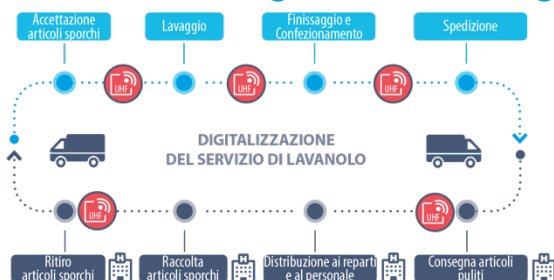 Accettazione
articoli sporchi
Lavaggio
Finissaggio e
Confezionamento
Spedizione
UHF
UHF
UHF
DIGITALIZZAZIONE
DEL SERVIZIO DI LAVANOLO
UHF
UHF
Ritiro
articoli sporchi
H
Raccolta
articoli sporchi
H
Distribuzione ai reparti
e al personale
H
Consegna articoli
puliti
H